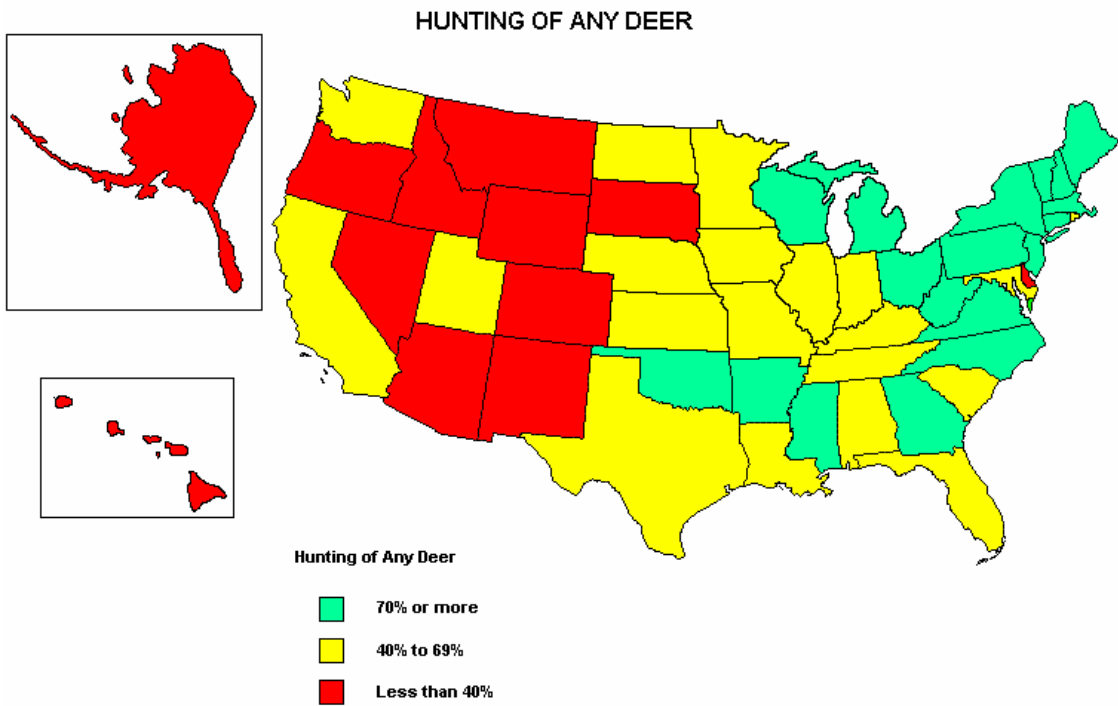 HUNTING OF ANY DEER
Hunting of Any Deer
70% or more
40% to 69%
Less than 40%